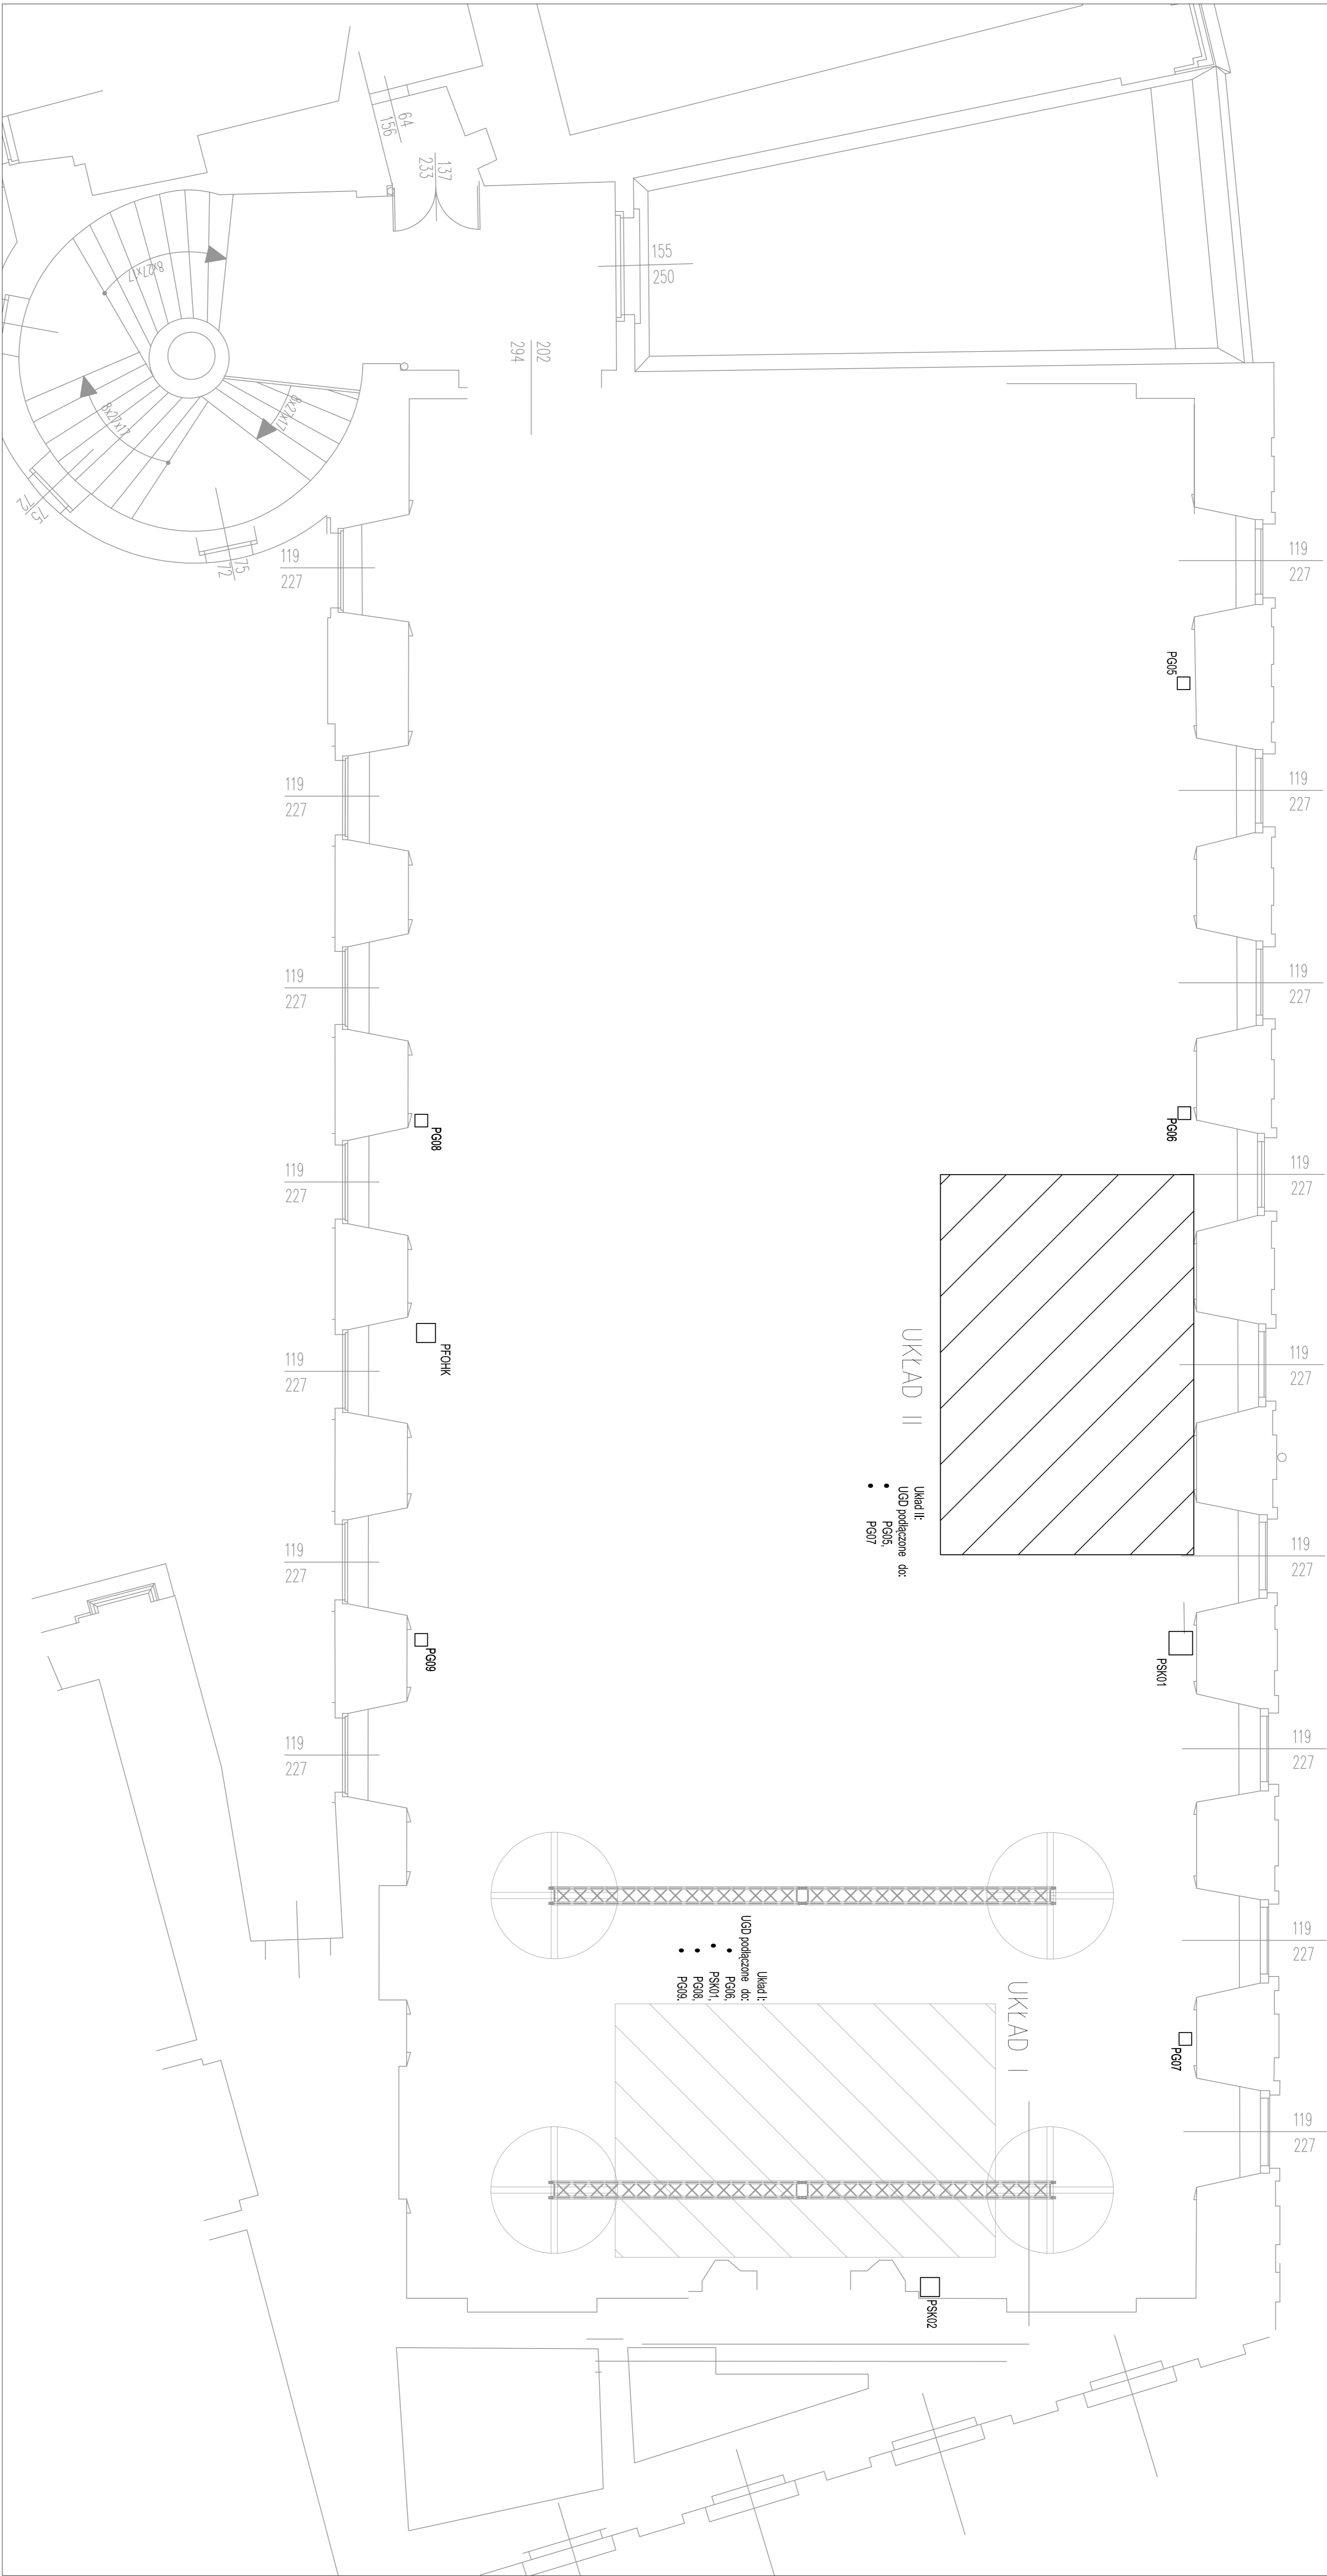 64
156
137
233
155
250
202
294
8x27x17
8x27x17
8x27x17
75
72
75
72
119
227
119
227
PG05
119
227
119
227
119
227
119
227
PG08
PG06
119
227
119
227
PFOHK
119
227
119
227
UKŁAD II
Układ II:
UGD podłączone do:
• PG05,
• PG07
119
227
119
227
PG09
PSK01
119
227
119
227
119
227
Układ I:
UGD podłączone do:
• PG06,
• PSK01,
• PG08,
• PG09.
UKŁAD I
PG07
119
227
PSK02